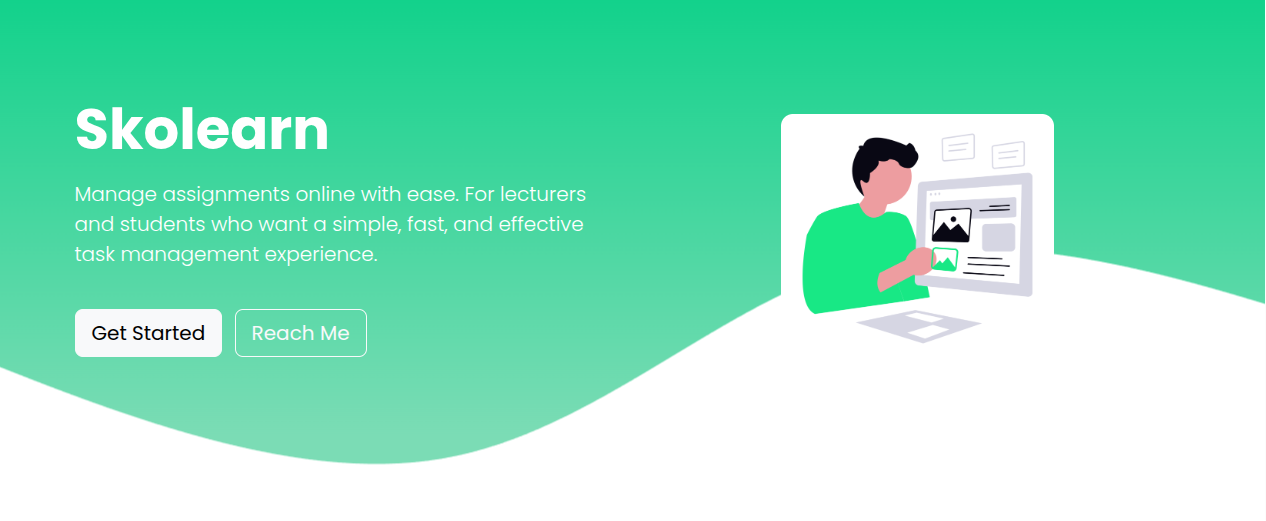 Skolearn
Manage assignments online with ease. For lecturers
and students who want a simple, fast, and effective
task management experience.
Get Started
Reach Me